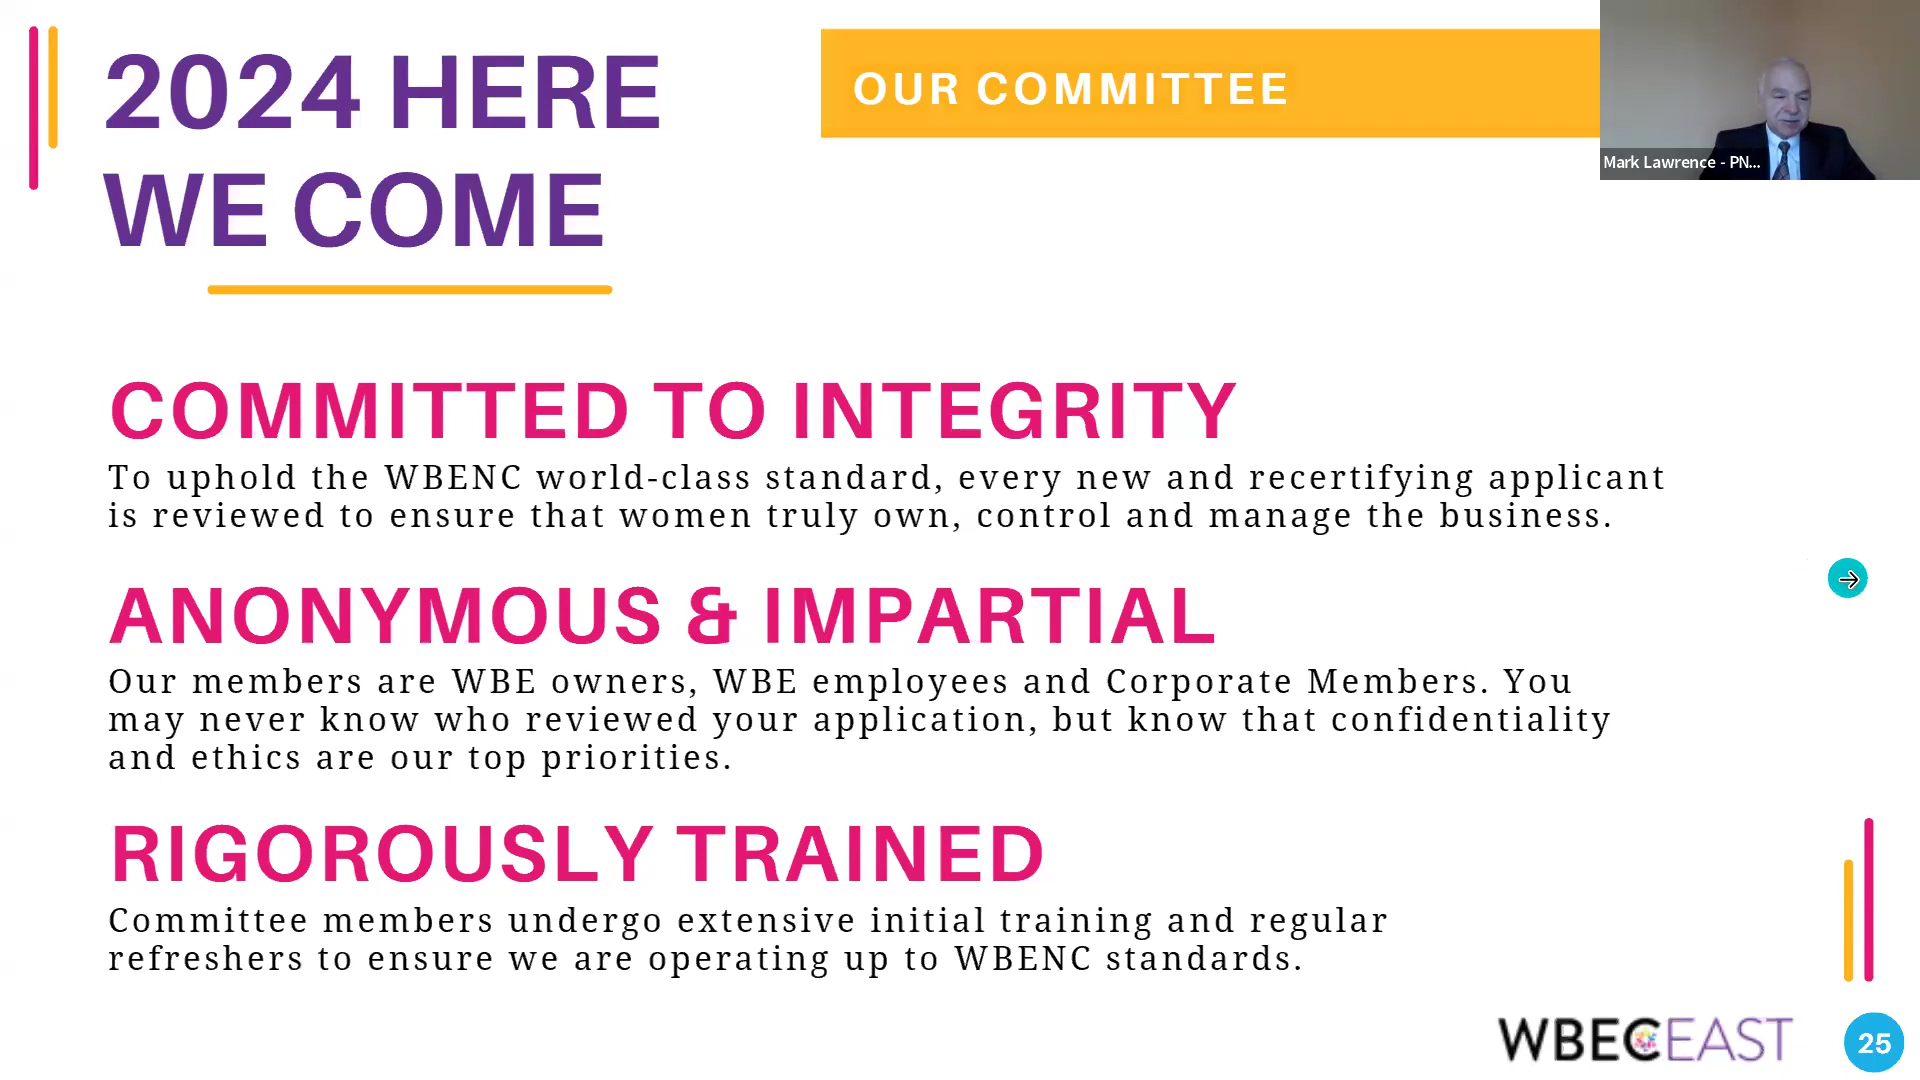 2024 HERE
WE COME
OUR COMMITTEE
Mark Lawrence - PN...
COMMITTED TO INTEGRITY
To uphold the WBENC world-class standard, every new and recertifying applicant
is reviewed to ensure that women truly own, control and manage the business.
ANONYMOUS & IMPARTIAL
Our members are WBE owners, WBE employees and Corporate Members. You
may never know who reviewed your application, but know that confidentiality
and ethics are our top priorities.
RIGOROUSLY TRAINED
Committee members undergo extensive initial training and regular
refreshers to ensure we are operating up to WBENC standards.
WBECEAST
25